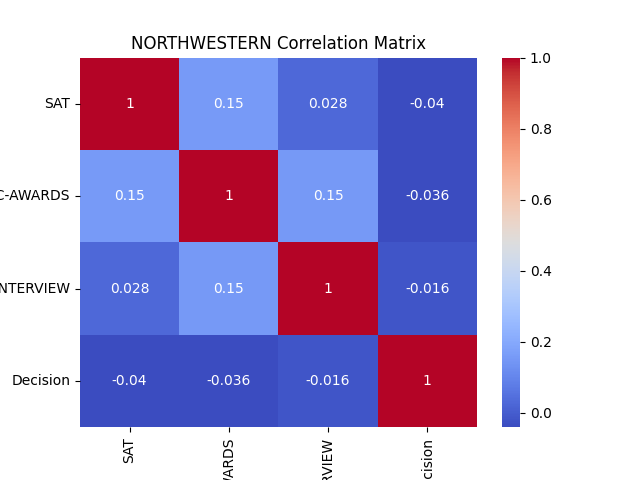 NORTHWESTERN Correlation Matrix
SAT 1 0.15 0.028 -0.04
C-AWARDS 0.15 1 0.15 -0.036
NTERVIEW 0.028 0.15 1 -0.016
Decision -0.04 -0.036 -0.016 1
SAT
WARDS
RVIEW
cision
1.0
0.8
0.6
0.4
0.2
0.0